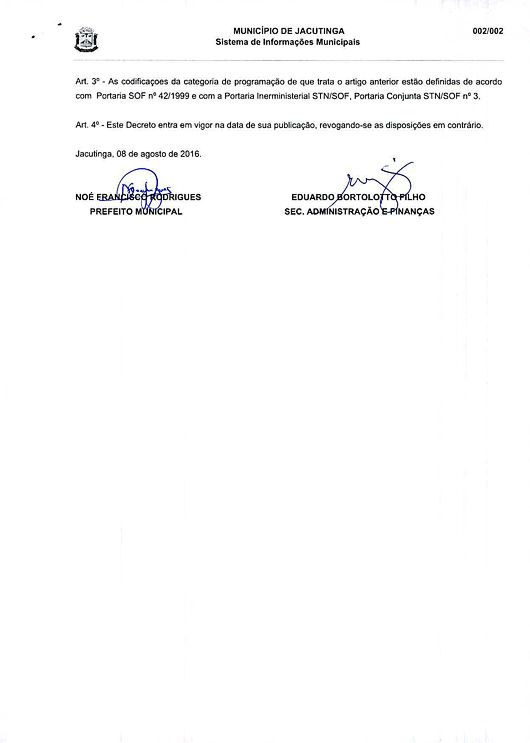 MUNICÍPIO DE JACUTINGA
002/002
Sistema de Informações Municipais
Art. 3º - As codificaçoes da categoria de programação de que trata o artigo anterior estão definidas de acordo
com Portaria SOF nº 42/1999 e com a Portaria Inerministerial STN/SOF, Portaria Conjunta STN/SOF nº 3.
Art. 4º - Este Decreto entra em vigor na data de sua publicação, revogando-se as disposições em contrário.
Jacutinga, 08 de agosto de 2016.
NOÉ FRANCISCO RODRIGUES
EDUARDO BORTOLOTTO FILHO
PREFEITO MUNICIPAL
SEC. ADMINISTRAÇÃO E FINANÇAS